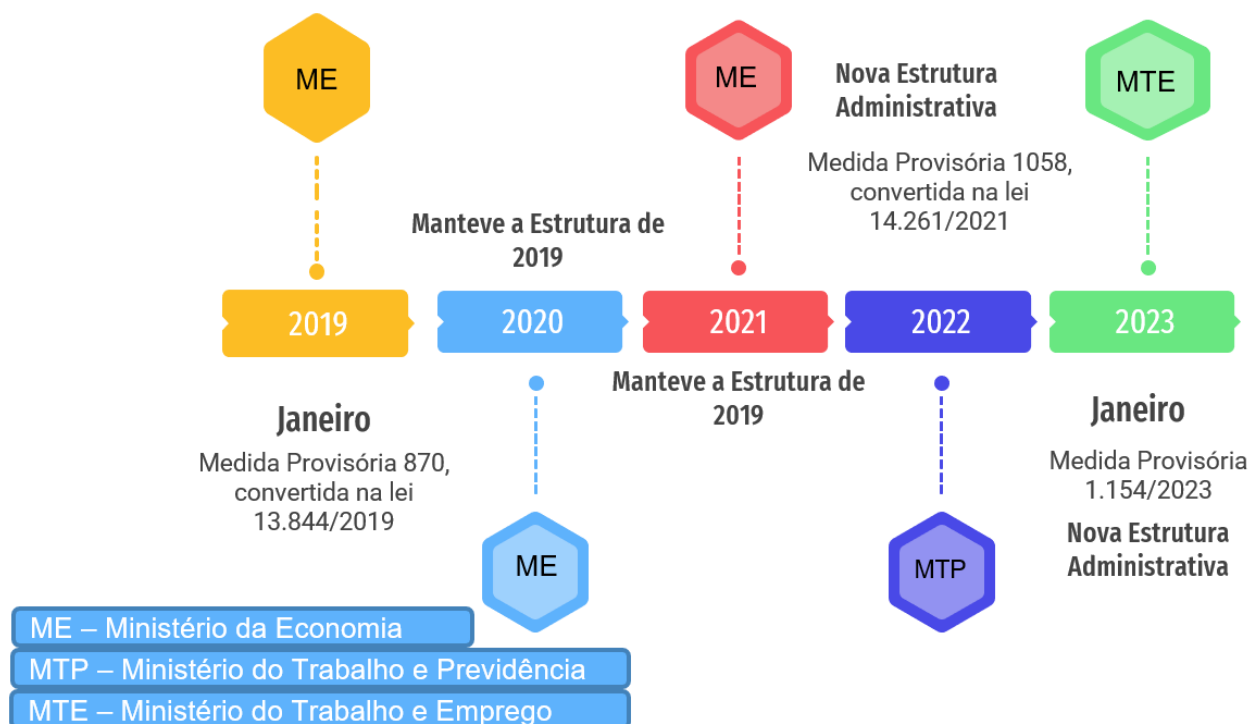 ME
ME
Nova Estrutura
Administrativa
MTE
Medida Provisória 1058,
convertida na lei
14.261/2021
Manteve a Estrutura de
2019
2019
2020
2021
2022
2023
Manteve a Estrutura de
2019
Janeiro
Medida Provisória 870,
convertida na lei
13.844/2019
Janeiro
Medida Provisória
1.154/2023
Nova Estrutura
Administrativa
ME
MTP
ME – Ministério da Economia
MTP – Ministério do Trabalho e Previdência
MTE – Ministério do Trabalho e Emprego